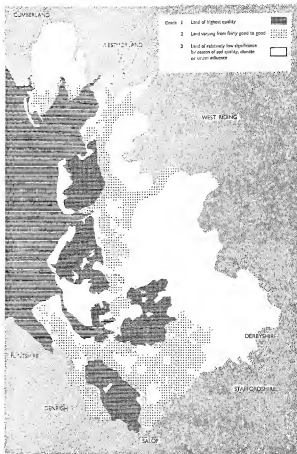 CUMBERLAND
WESTMORLAND
Grade 1 Land of highest quality
2 Land varying from fairly good to good
3 Land of relatively low significance
by reason of soil quality, climate
or urban influence
WEST RIDING
DERBYSHIRE
FLINTSHIRE
STAFFORDSHIRE
DENBIGH
SALOP